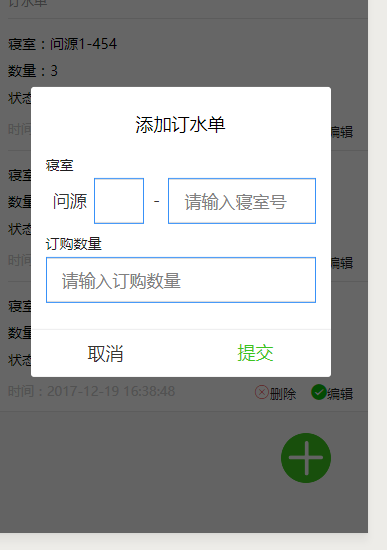 订水单
寝室：问源1-454
数量：3
状态
时间
编辑
添加订水单
寝室
问源 - 请输入寝室号
订购数量
请输入订购数量
取消 提交
寝
数量
状态
时间
编辑
寝
数量
状态
时间：2017-12-19 16:38:48 删除 编辑